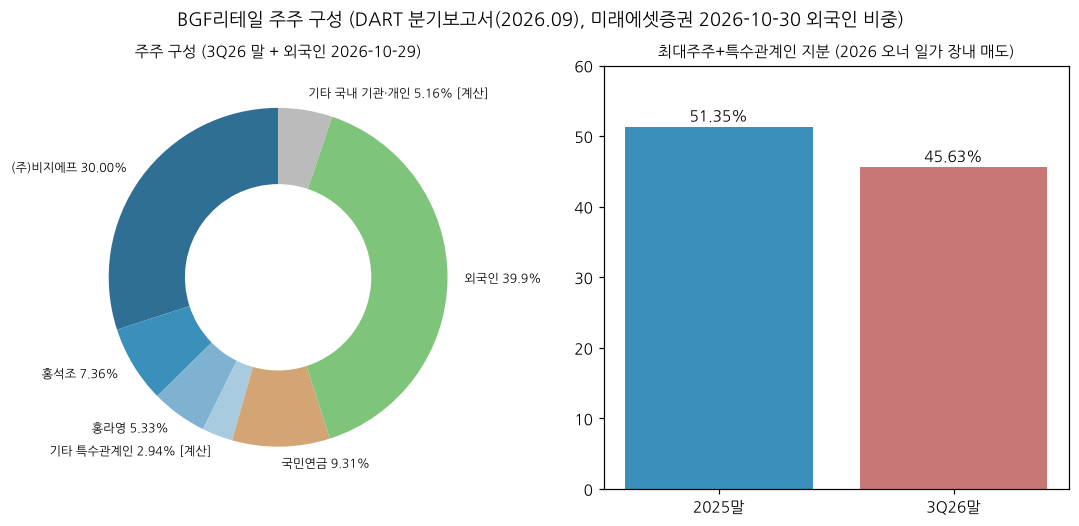 BGF리테일 주주 구성 (DART 분기보고서(2026.09), 미래에셋증권 2026-10-30 외국인 비중)
주주 구성 (3Q26 말 + 외국인 2026-10-29)
기타 국내 기관·개인 5.16% [계산]
(주)비지에프 30.00%
외국인 39.9%
홍석조 7.36%
홍라영 5.33%
기타 특수관계인 2.94% [계산]
국민연금 9.31%
최대주주+특수관계인 지분 (2026 오너 일가 장내 매도)
60
50
40
30
20
10
0
51.35%
45.63%
2025말
3Q26말